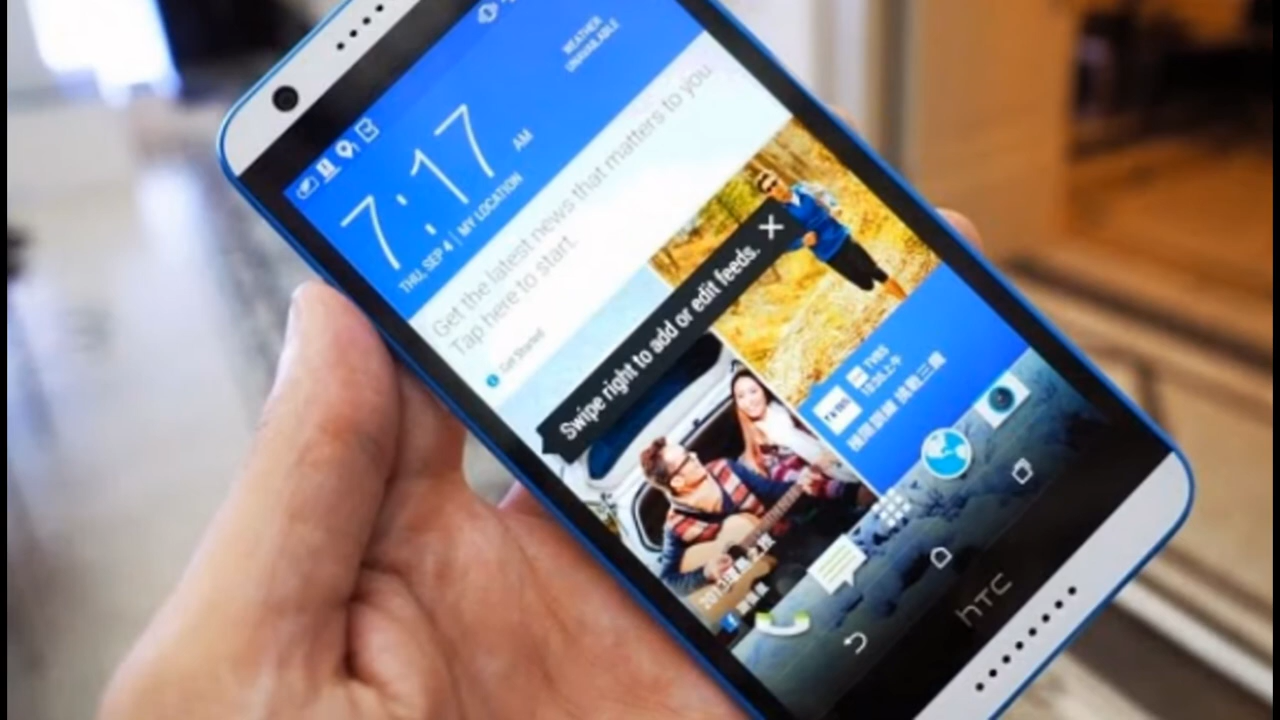 WEATHER
UNAVAILABLE
7:17 AM
THU, SEP 4 | MY LOCATION
Get the latest news that matters to you.
Tap here to start.
Get Started
Swipe right to add or edit feeds.
TVBS
TVBS
hTC